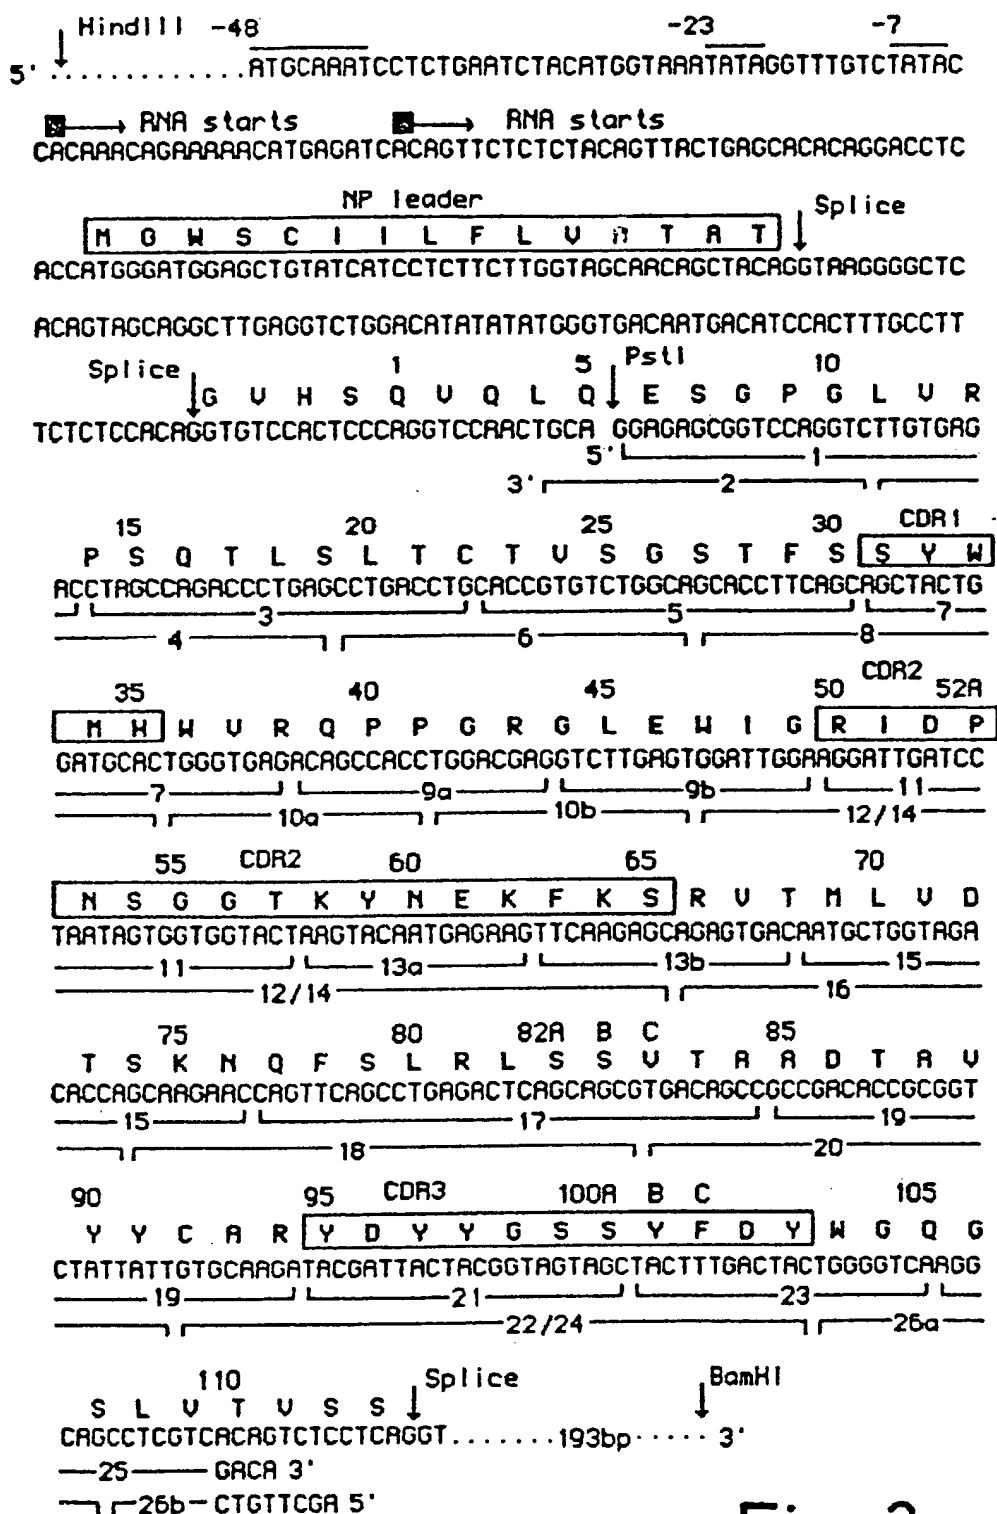 HindIII -48 -23 -7
5' .............ATGCAAATCCTCTGAATCTACATGGTAAATATAGGTTTGTCTATAC
RNA starts RNA starts
CACAAACAGAAAAACATGAGATCACAGTTCTCTCTACAGTTACTGAGCACACAGGACCTC
NP leader Splice
M G W S C I I L F L V A T A T
ACCATGGGATGGAGCTGTATCATCCTCTTCTTGGTAGCAACAGCTACAGGTAAGGGGCTC
ACAGTAGCAGGCTTGAGGTCTGGACATATATATGGGTGACAATGACATCCACTTTGCCTT
Splice 1 5 PstI 10
G V H S Q V Q L Q E S G P G L V R
TCTCTCCACAGGTGTCCACTCCCAGGTCCAACTGCA GGAGAGCGGTCCAGGTCTTGTGAG
5' 1
3' 2
15 20 25 30 CDR1
P S Q T L S L T C T V S G S T F S S Y W
ACCTAGCCAGACCCTGAGCCTGACCTGCACCGTGTCTGGCAGCACCTTCAGCAGCTACTG
3 5 7
4 6 8
35 40 45 50 CDR2 52A
M H W V R Q P P G R G L E W I G R I D P
GATGCACTGGGTGAGACAGCCACCTGGACGAGGTCTTGAGTGGATTGGAAGGATTGATCC
7 9a 9b 11
10a 10b 12/14
55 CDR2 60 65 70
N S G G T K Y N E K F K S R V T M L V D
TAATAGTGGTGGTACTAAGTACAATGAGAAGTTCAAGAGCAGAGTGACAATGCTGGTAGA
11 13a 13b 15
12/14 16
75 80 82A B C 85
T S K N Q F S L R L S S V T A A D T A V
CACCAGCAAGAACCAGTTCAGCCTGAGACTCAGCAGCGTGACAGCCGCCGACACCGCGGT
15 17 19
18 20
90 95 CDR3 100A B C 105
Y Y C A R Y D Y Y G S S Y F D Y W G Q G
CTATTATTGTGCAAGATACGATTACTACGGTAGTAGCTACTTTGACTACTGGGGTCAAGG
19 21 23
22/24 26a
110 Splice BamHI
S L V T V S S
CAGCCTCGTCACAGTCTCCTCAGGT.......193bp..... 3'
25 GACA 3'
26b CTGTTCGA 5'